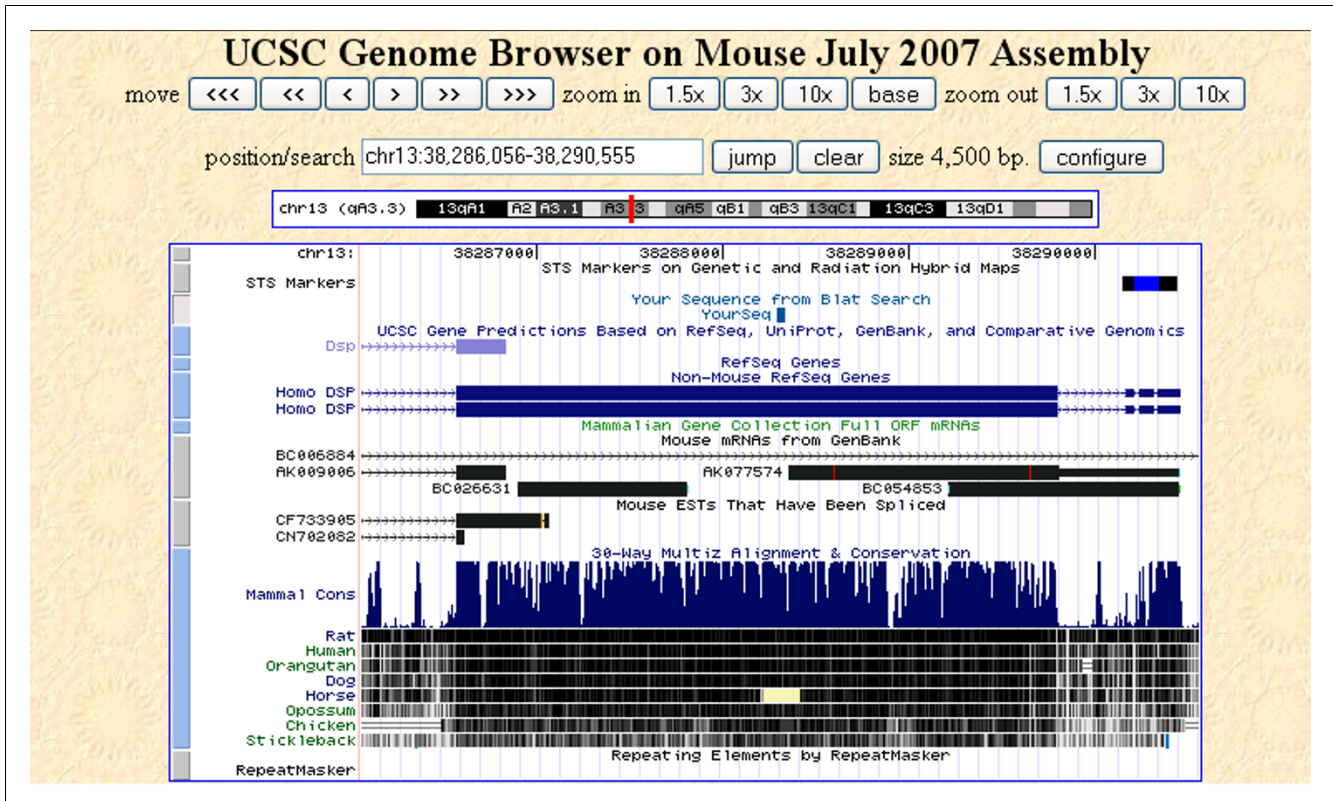 UCSC Genome Browser on Mouse July 2007 Assembly
move <<< << < > >> >>> zoom in 1.5x 3x 10x base zoom out 1.5x 3x 10x
position/search chr13:38,286,056-38,290,555 jump clear size 4,500 bp. configure
chr13 (qA3.3) 13qA1 A2 A3.1 A3 3 qA5 qB1 qB3 13qC1 13qC3 13qD1
chr13: 38287000| 38288000| 38289000| 38290000|
STS Markers on Genetic and Radiation Hybrid Maps
STS Markers
Your Sequence from Blat Search
YourSeq
UCSC Gene Predictions Based on RefSeq, UniProt, GenBank, and Comparative Genomics
Dsp
RefSeq Genes
Non-Mouse RefSeq Genes
Homo DSP
Homo DSP
Mammalian Gene Collection Full ORF mRNAs
Mouse mRNAs from GenBank
BC006884
AK009006 AK077574
BC026631 BC054853
Mouse ESTs That Have Been Spliced
CF733905
CN702082
30-Way Multiz Alignment & Conservation
Mammal Cons
Rat
Human
Orangutan
Dog
Horse
Opossum
Chicken
Stickleback
Repeating Elements by RepeatMasker
RepeatMasker